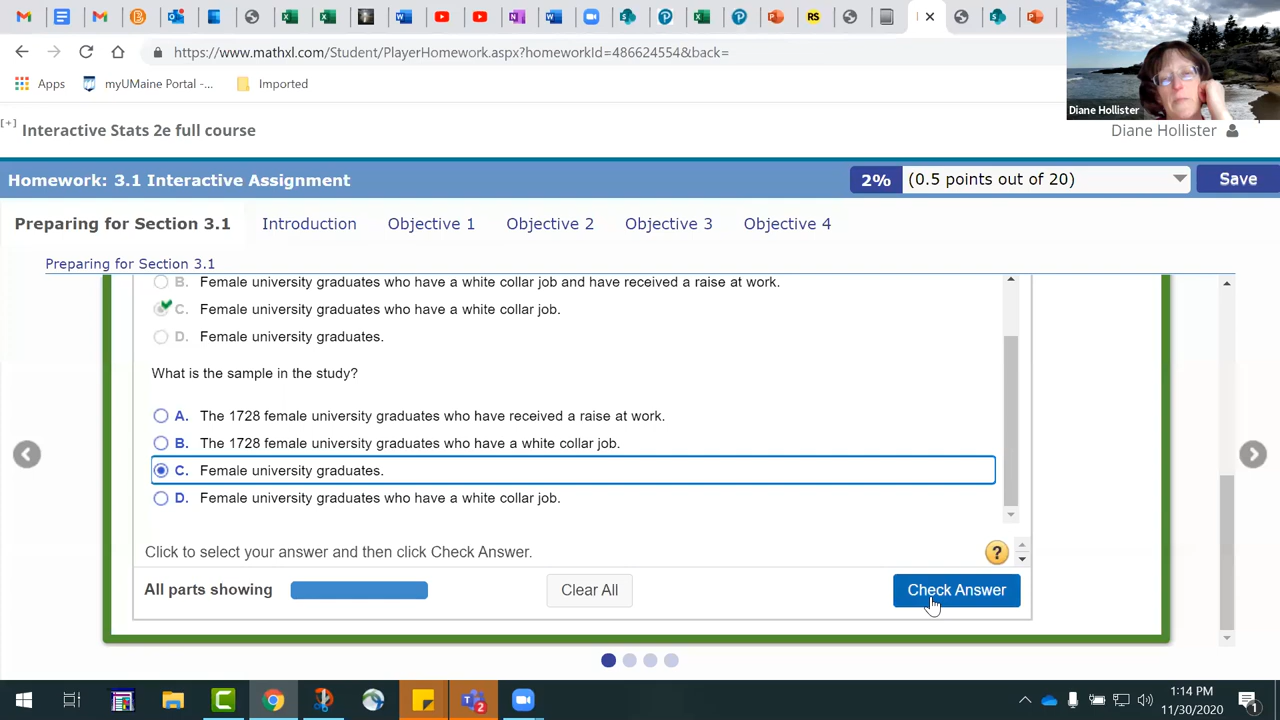 https://www.mathxl.com/Student/PlayerHomework.aspx?homeworkId=486624554&back=
Apps
myUMaine Portal -...
Imported
Diane Hollister
[+]
Interactive Stats 2e full course
Diane Hollister
Homework: 3.1 Interactive Assignment
2%
(0.5 points out of 20)
Save
Preparing for Section 3.1
Introduction
Objective 1
Objective 2
Objective 3
Objective 4
Preparing for Section 3.1
B. Female university graduates who have a white collar job and have received a raise at work.
C. Female university graduates who have a white collar job.
D. Female university graduates.
What is the sample in the study?
A. The 1728 female university graduates who have received a raise at work.
B. The 1728 female university graduates who have a white collar job.
C. Female university graduates.
D. Female university graduates who have a white collar job.
Click to select your answer and then click Check Answer.
?
All parts showing
Clear All
Check Answer
2
1:14 PM
11/30/2020
1